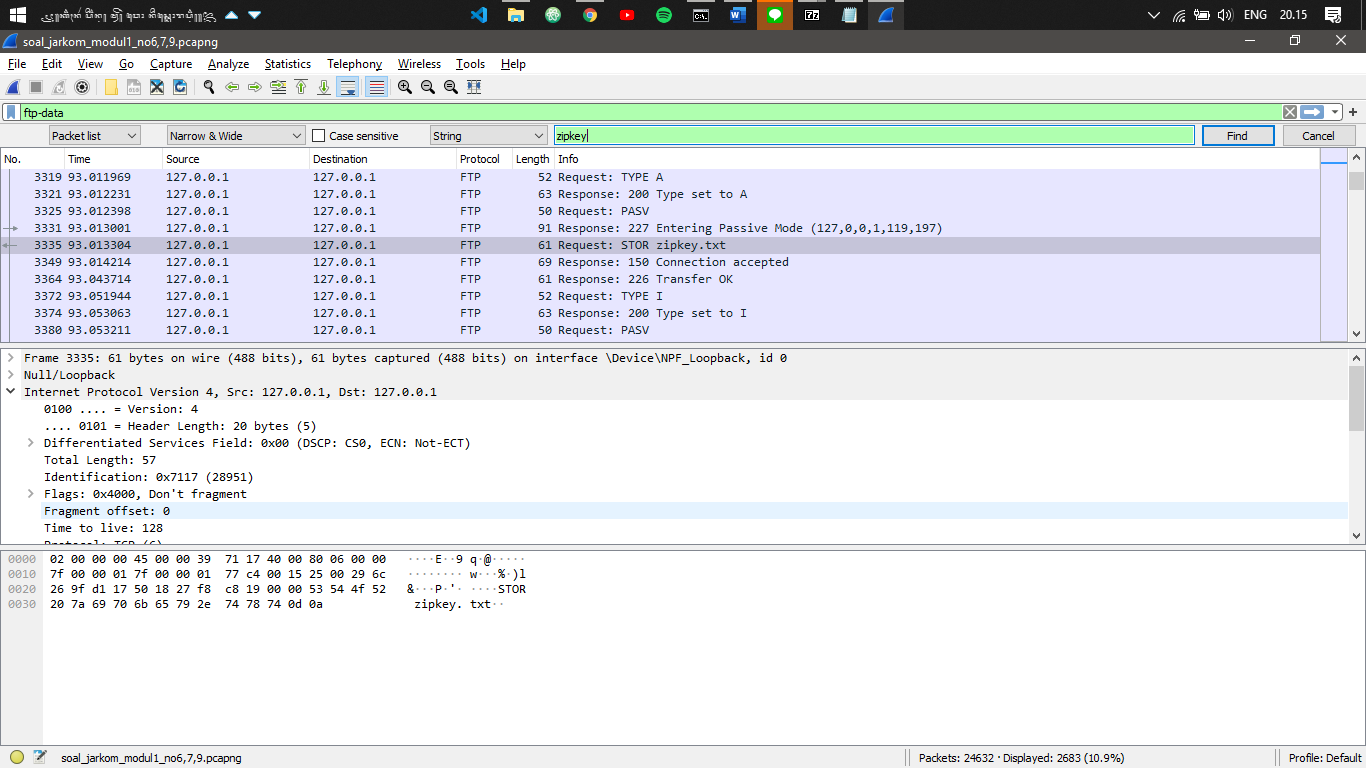 ENG 20.15
soal_jarkom_modul1_no6,7,9.pcapng
File Edit View Go Capture Analyze Statistics Telephony Wireless Tools Help
ftp-data
Packet list Narrow & Wide Case sensitive String zipkey Find Cancel
No. Time Source Destination Protocol Length Info
3319 93.011969 127.0.0.1 127.0.0.1 FTP 52 Request: TYPE A
3321 93.012231 127.0.0.1 127.0.0.1 FTP 63 Response: 200 Type set to A
3325 93.012398 127.0.0.1 127.0.0.1 FTP 50 Request: PASV
3331 93.013001 127.0.0.1 127.0.0.1 FTP 91 Response: 227 Entering Passive Mode (127,0,0,1,119,197)
3335 93.013304 127.0.0.1 127.0.0.1 FTP 61 Request: STOR zipkey.txt
3349 93.014214 127.0.0.1 127.0.0.1 FTP 69 Response: 150 Connection accepted
3364 93.043714 127.0.0.1 127.0.0.1 FTP 61 Response: 226 Transfer OK
3372 93.051944 127.0.0.1 127.0.0.1 FTP 52 Request: TYPE I
3374 93.053063 127.0.0.1 127.0.0.1 FTP 63 Response: 200 Type set to I
3380 93.053211 127.0.0.1 127.0.0.1 FTP 50 Request: PASV
Frame 3335: 61 bytes on wire (488 bits), 61 bytes captured (488 bits) on interface \Device\NPF_Loopback, id 0
Null/Loopback
Internet Protocol Version 4, Src: 127.0.0.1, Dst: 127.0.0.1
0100 .... = Version: 4
.... 0101 = Header Length: 20 bytes (5)
Differentiated Services Field: 0x00 (DSCP: CS0, ECN: Not-ECT)
Total Length: 57
Identification: 0x7117 (28951)
Flags: 0x4000, Don't fragment
Fragment offset: 0
Time to live: 128
Protocol: TCP (6)
0000 02 00 00 00 45 00 00 39 71 17 40 00 80 06 00 00 ····E··9 q·@·····
0010 7f 00 00 01 7f 00 00 01 77 c4 00 15 25 00 29 6c ········ w···%·)l
0020 26 9f d1 17 50 18 27 f8 c8 19 00 00 53 54 4f 52 &···P·'· ····STOR
0030 20 7a 69 70 6b 65 79 2e 74 78 74 0d 0a zipkey. txt··
soal_jarkom_modul1_no6,7,9.pcapng Packets: 24632 · Displayed: 2683 (10.9%) Profile: Default